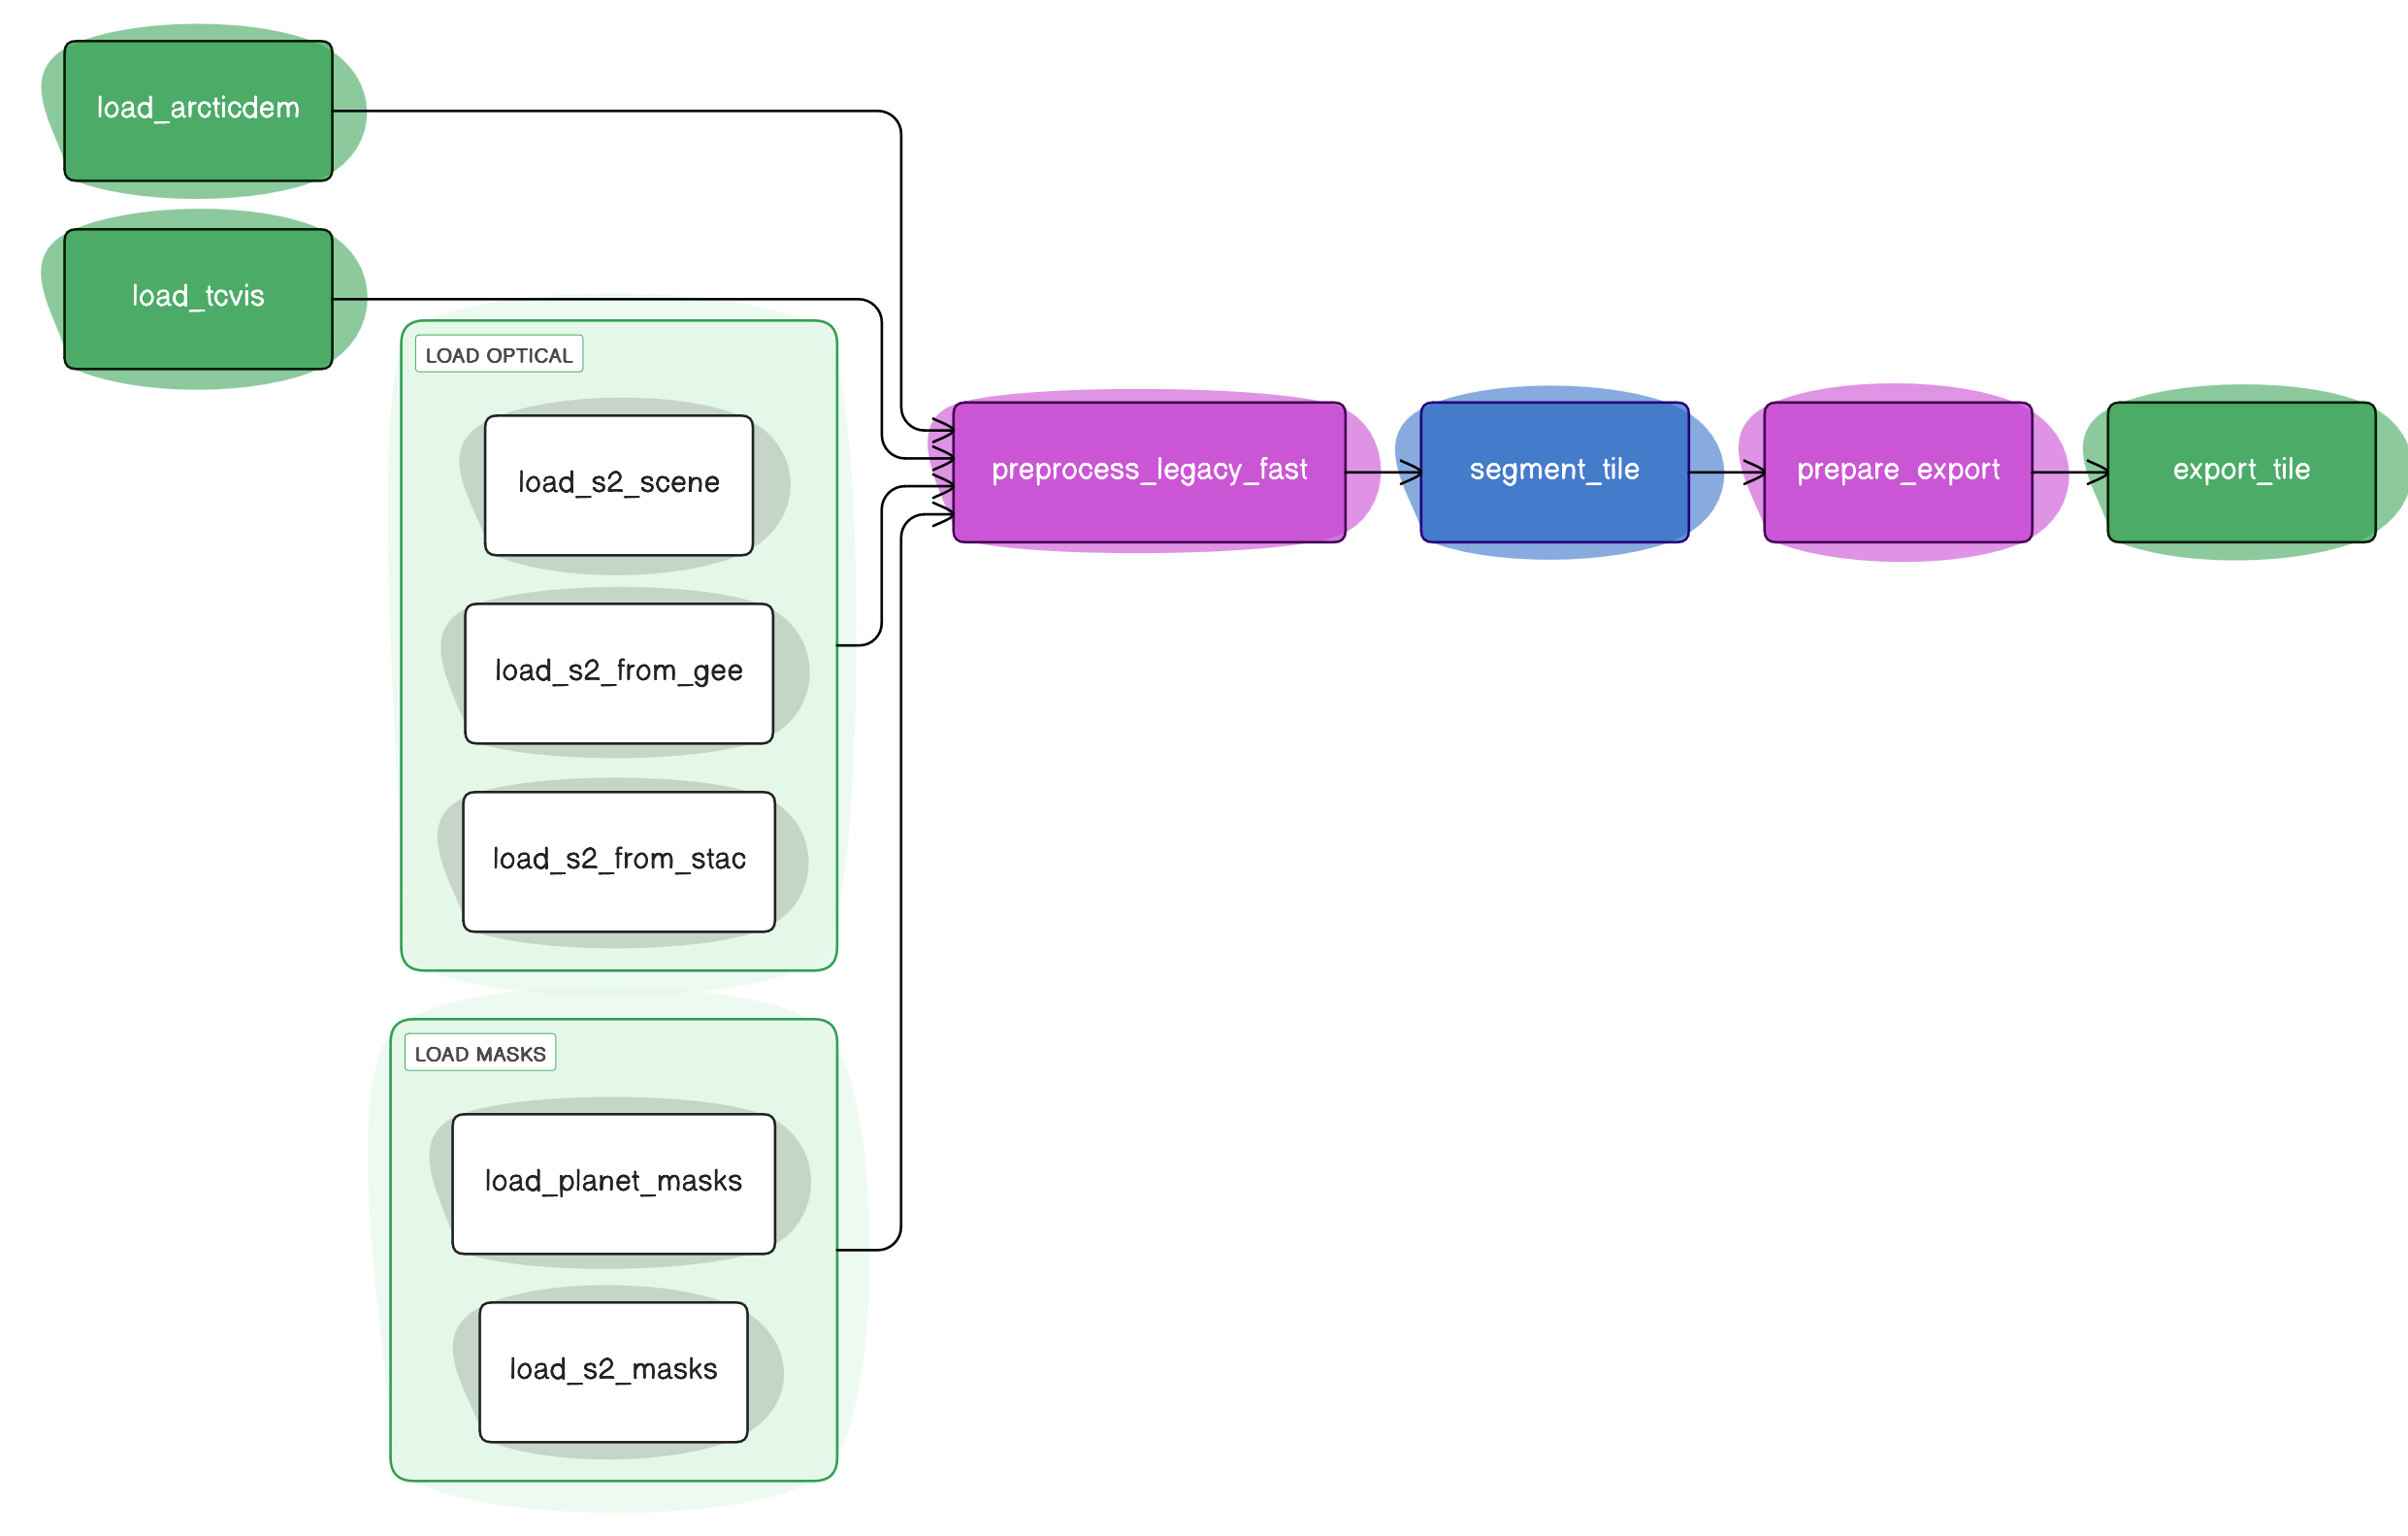 load_arcticdem
load_tcvis
LOAD OPTICAL
load_s2_scene
load_s2_from_gee
load_s2_from_stac
LOAD MASKS
load_planet_masks
load_s2_masks
preprocess_legacy_fast
segment_tile
prepare_export
export_tile